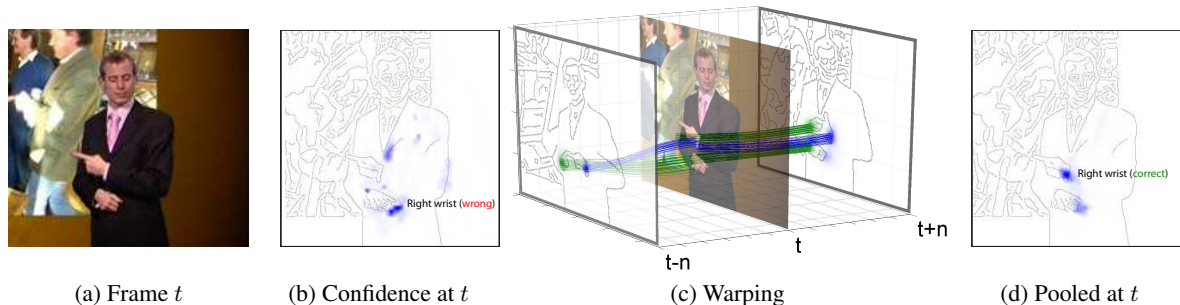 Right wrist (wrong)
t-n
t
t+n
Right wrist (correct)
(a) Frame t
(b) Confidence at t
(c) Warping
(d) Pooled at t